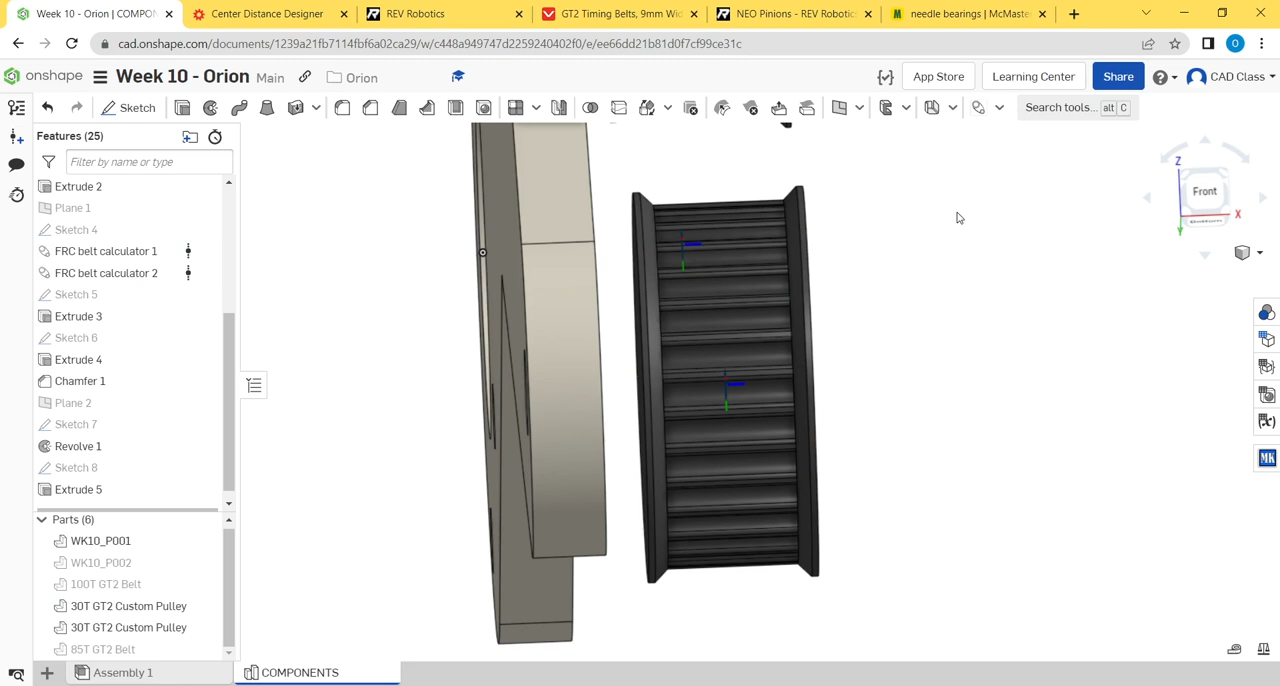 Week 10 - Orion | COMPON
Center Distance Designer
REV Robotics
GT2 Timing Belts, 9mm Wid
NEO Pinions - REV Robotic
needle bearings | McMaste
cad.onshape.com/documents/1239a21fb7114fbf6a02ca29/w/c448a949747d3259240402f0/e/ee66dd21b81d0f7cf99ce31c
O
onshape
Week 10 - Orion
Main
Orion
App Store
Learning Center
Share
CAD Class
Sketch
Search tools...
alt
C
Features (25)
Filter by name or type
Extrude 2
Plane 1
Sketch 4
FRC belt calculator 1
FRC belt calculator 2
Sketch 5
Extrude 3
Sketch 6
Extrude 4
Chamfer 1
Plane 2
Sketch 7
Revolve 1
Sketch 8
Extrude 5
Parts (6)
WK10_P001
WK10_P002
100T GT2 Belt
30T GT2 Custom Pulley
30T GT2 Custom Pulley
85T GT2 Belt
Assembly 1
COMPONENTS
Z
Front
X
Y
MK